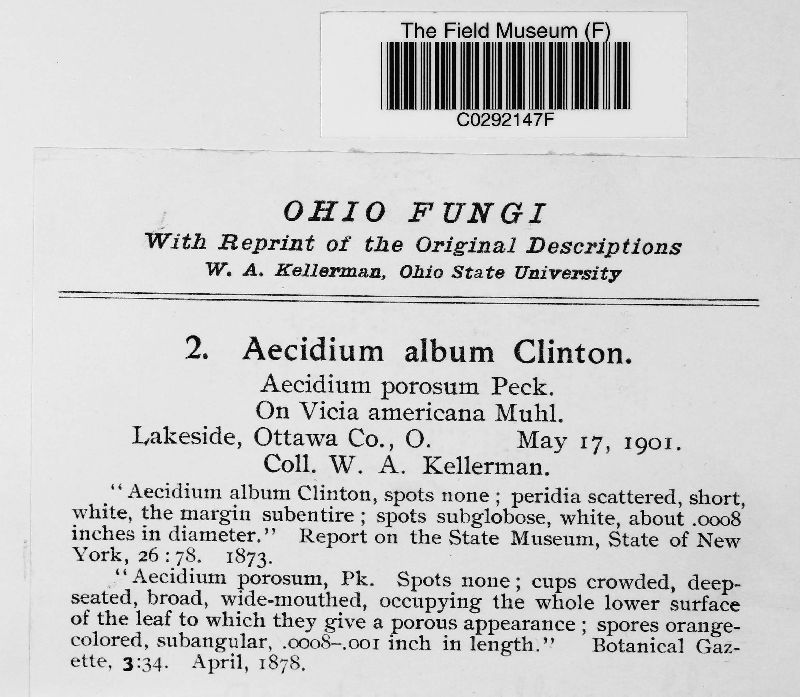 The Field Museum (F)
C0292147F
OHIO FUNGI
With Reprint of the Original Descriptions
W. A. Kellerman, Ohio State University
2. Aecidium album Clinton.
Aecidium porosum Peck.
On Vicia americana Muhl.
Lakeside, Ottawa Co., O. May 17, 1901.
Coll. W. A. Kellerman.
“Aecidium album Clinton, spots none; peridia scattered, short,
white, the margin subentire; spots subglobose, white, about .0008
inches in diameter.” Report on the State Museum, State of New
York, 26:78. 1873.
“Aecidium porosum, Pk. Spots none; cups crowded, deep-
seated, broad, wide-mouthed, occupying the whole lower surface
of the leaf to which they give a porous appearance; spores orange-
colored, subangular, .0008–.001 inch in length.” Botanical Gaz-
ette, 3:34. April, 1878.